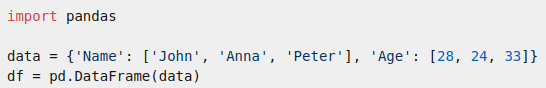 import pandas
data = {'Name': ['John', 'Anna', 'Peter'], 'Age': [28, 24, 33]}
df = pd.DataFrame(data)